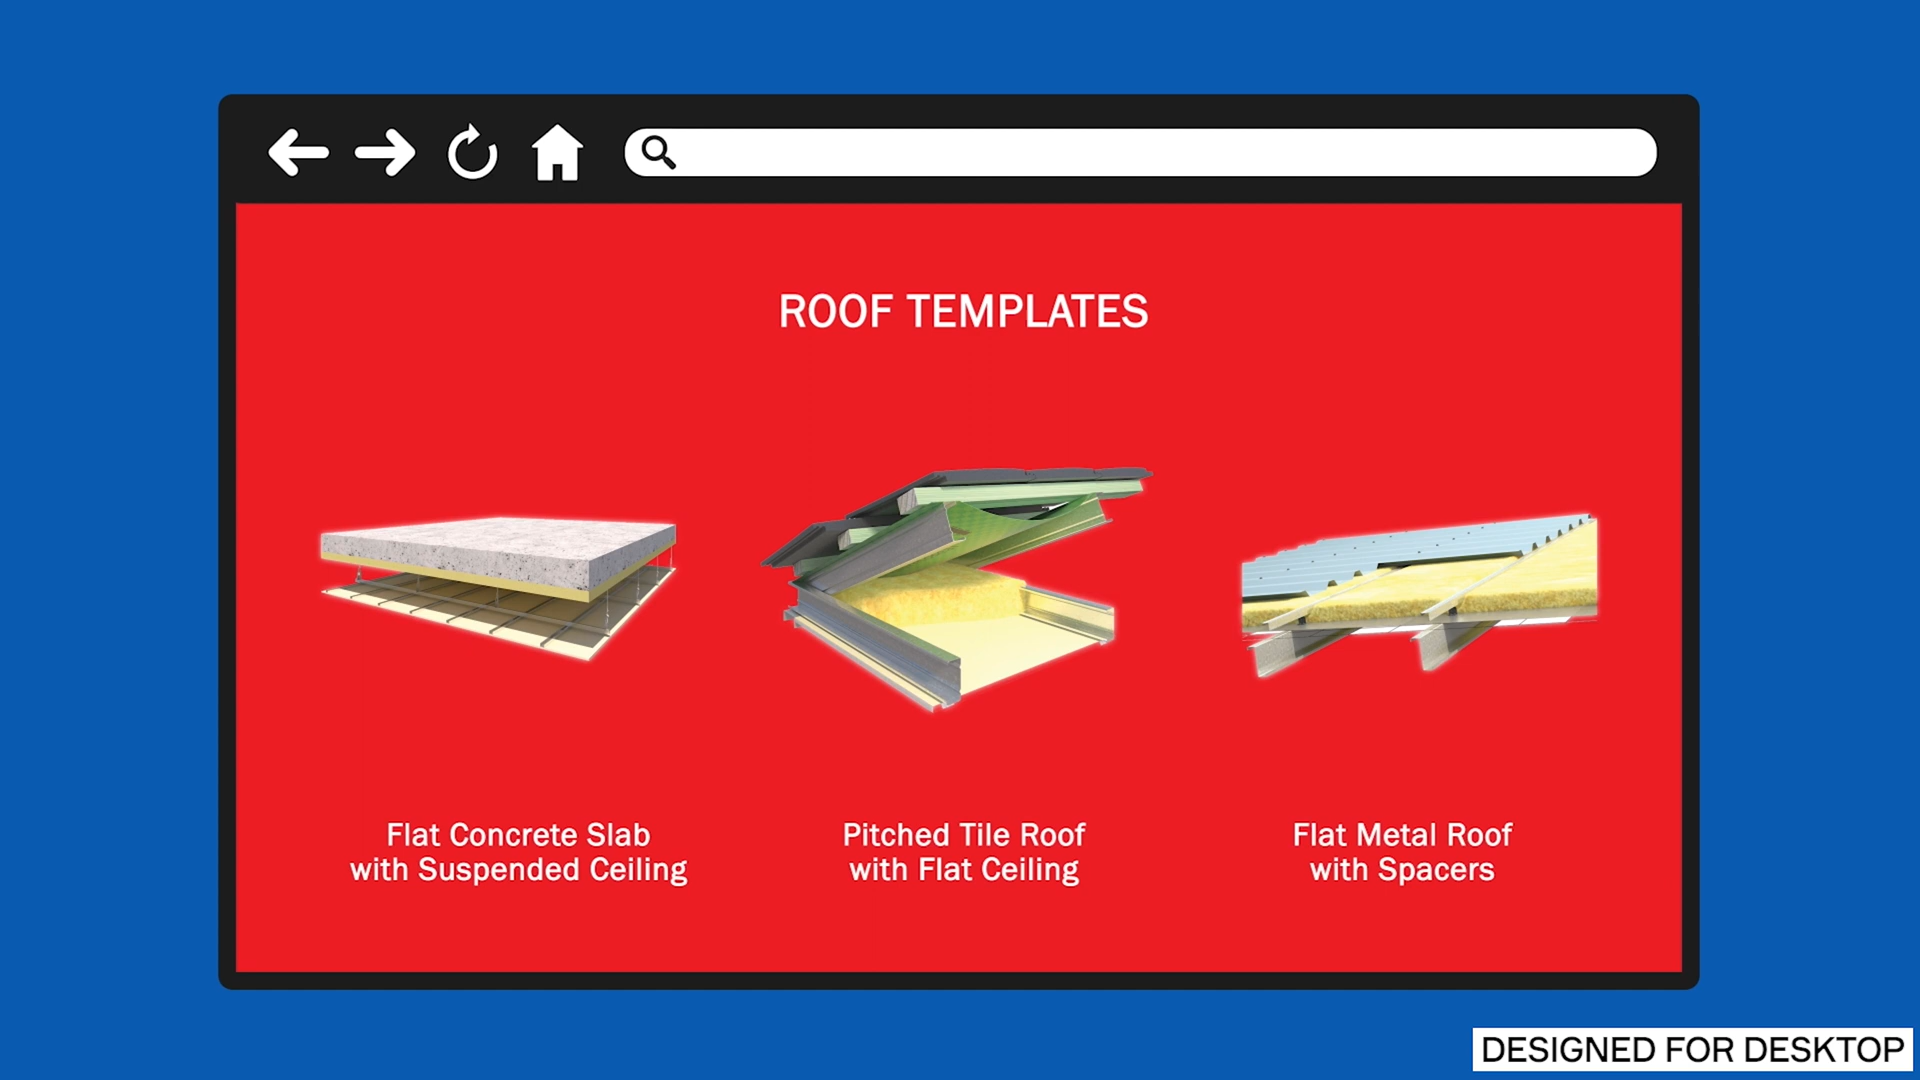 ROOF TEMPLATES
Flat Concrete Slab
with Suspended Ceiling
Pitched Tile Roof
with Flat Ceiling
Flat Metal Roof
with Spacers
DESIGNED FOR DESKTOP